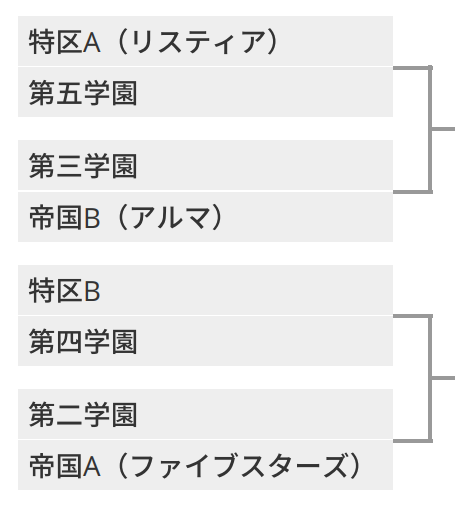 特区A（リスティア）
第五学園
第三学園
帝国B（アルマ）
特区B
第四学園
第二学園
帝国A（ファイブスターズ）